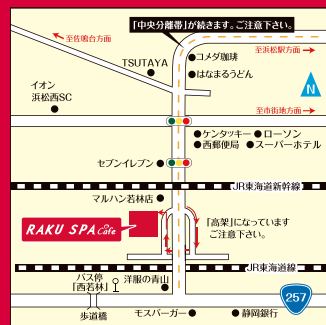 「中央分離帯」が続きます。ご注意下さい。
至佐鳴台方面
至浜松駅方面
TSUTAYA
コメダ珈琲
はなまるうどん
イオン
浜松西SC
N
至市街地方面
ケンタッキー
ローソン
西郵便局
スーパーホテル
セブンイレブン
JR東海道新幹線
マルハン若林店
RAKU SPA Cafe
「高架」になっています
ご注意下さい。
JR東海道線
バス停
「西若林」
洋服の青山
257
歩道橋
モスバーガー
静岡銀行